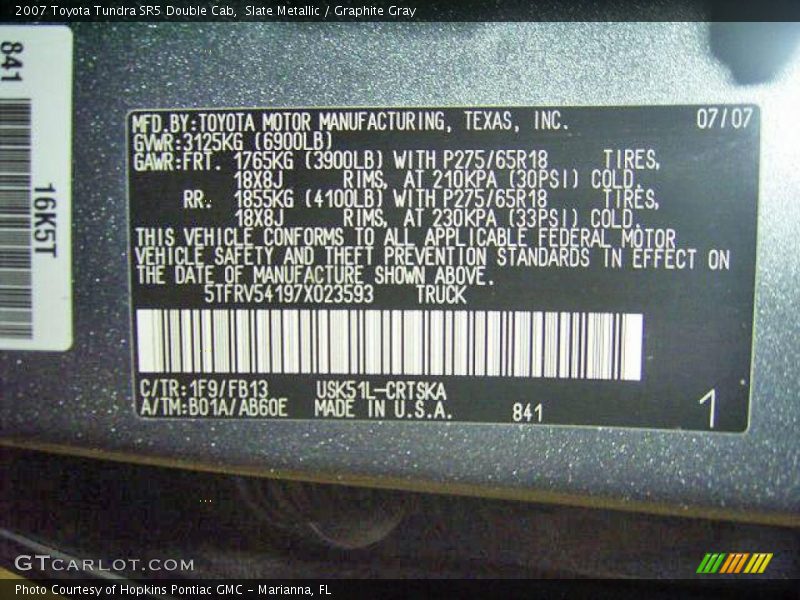 2007 Toyota Tundra SR5 Double Cab,  Slate Metallic / Graphite Gray
841
16K5T
MFD.BY:TOYOTA MOTOR MANUFACTURING, TEXAS, INC. 07/07
GVWR:3125KG (6900LB)
GAWR:FRT. 1765KG (3900LB) WITH P275/65R18 TIRES,
18X8J RIMS, AT 210KPA (30PSI) COLD.
RR. 1855KG (4100LB) WITH P275/65R18 TIRES,
18X8J RIMS, AT 230KPA (33PSI) COLD.
THIS VEHICLE CONFORMS TO ALL APPLICABLE FEDERAL MOTOR
VEHICLE SAFETY AND THEFT PREVENTION STANDARDS IN EFFECT ON
THE DATE OF MANUFACTURE SHOWN ABOVE.
5TFRV54197X023593 TRUCK
C/TR:1F9/FB13 USK51L-CRTSKA
A/TM:B01A/AB60E MADE IN U.S.A. 841 1
GTCARLOT.COM
Photo Courtesy of Hopkins Pontiac GMC - Marianna, FL